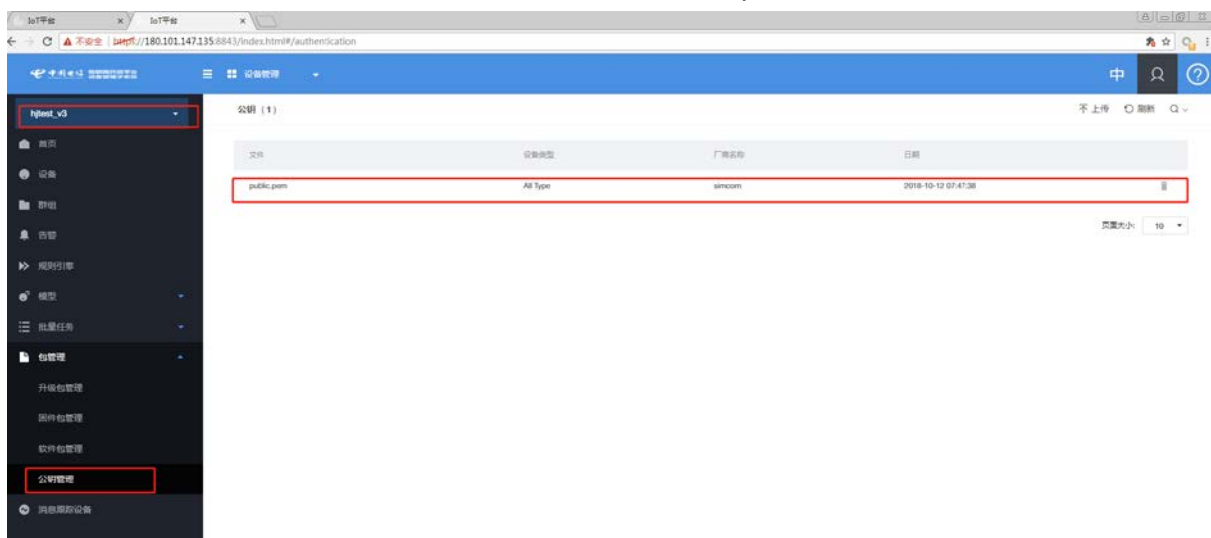 IoT平台 IoT平台
不安全 https://180.101.147.135:8843/index.html#/authentication
中国电信 设备管理 中
hjtest_v3
公钥 (1) 上传 刷新
首页
文件 设备类型 厂商名称 日期
设备
public.pem All Type simcom 2018-10-12 07:47:38
群组
页面大小: 10
告警
规则引擎
模型
批量任务
包管理
升级包管理
固件包管理
软件包管理
公钥管理
消息跟踪设备